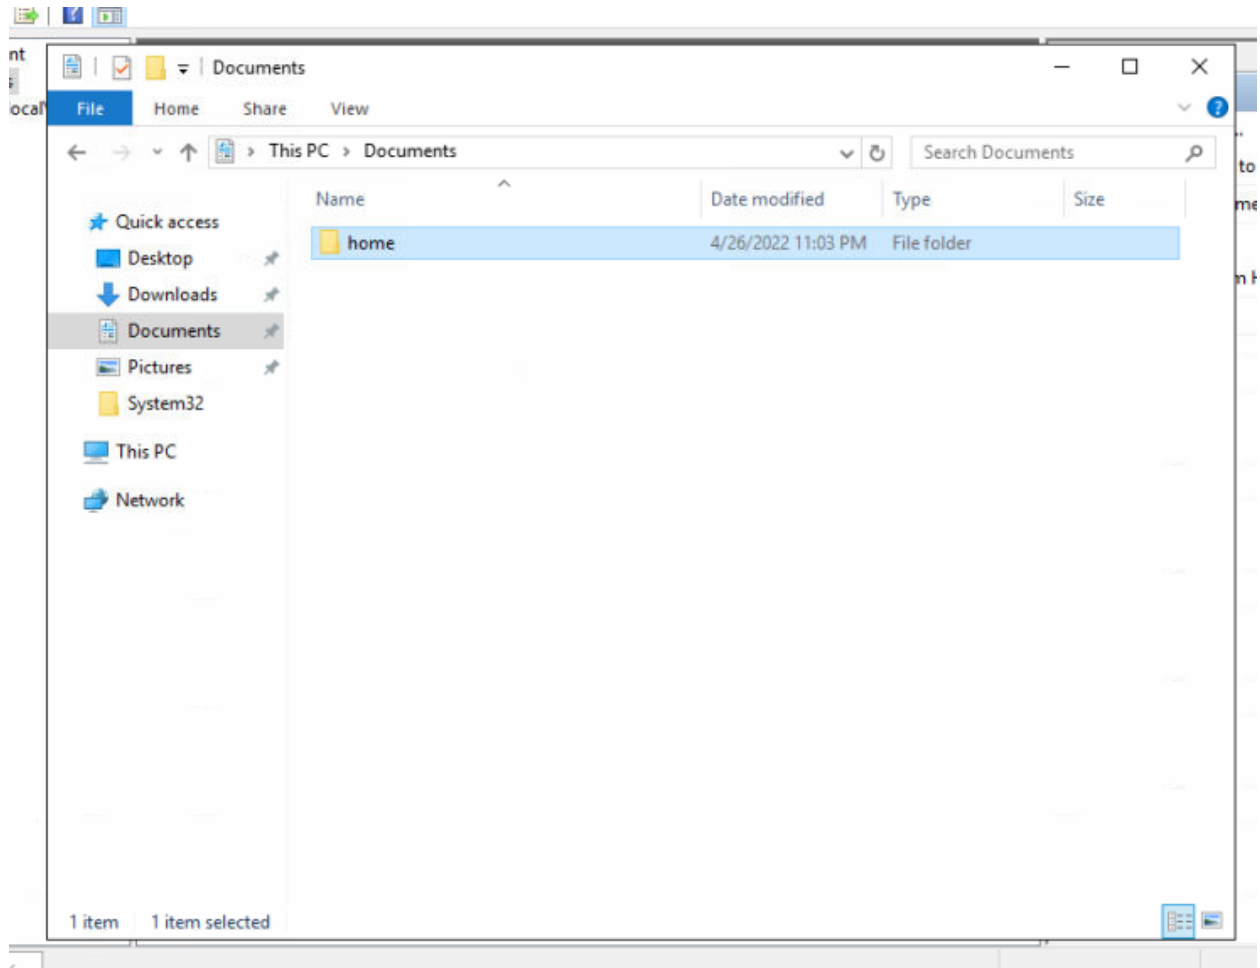 nt
Documents
ocal
File Home Share View
This PC Documents
Search Documents
to
Name Date modified Type Size
me
Quick access
home 4/26/2022 11:03 PM File folder
Desktop
Downloads
Documents
Pictures
System32
This PC
Network
1 item 1 item selected